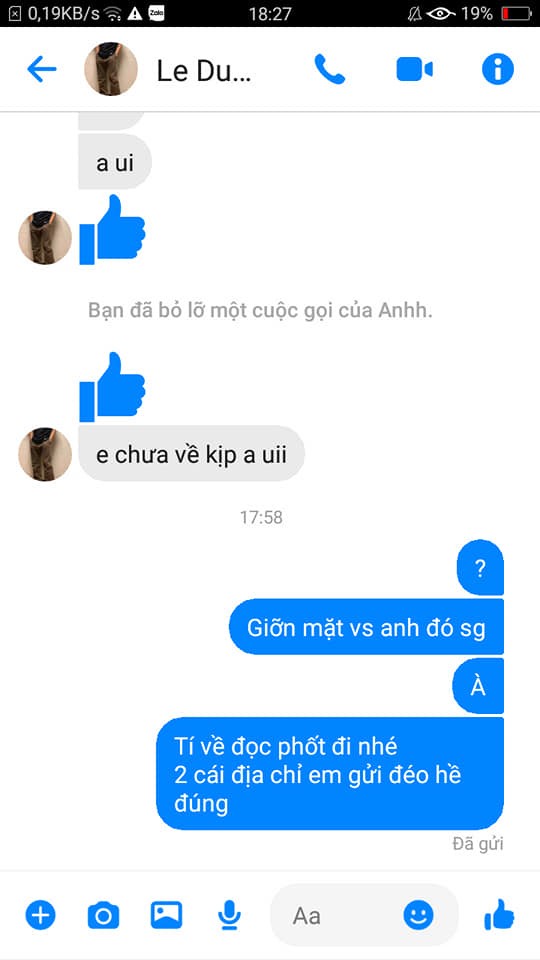 0,19KB/s
Zalo
18:27
19%
Le Du...
a ui
Bạn đã bỏ lỡ một cuộc gọi của Anhh.
e chưa về kịp a uii
17:58
?
Giỡn mặt vs anh đó sg
À
Tí về đọc phốt đi nhé
2 cái địa chỉ em gửi déo hề
đúng
Đã gửi
Aa